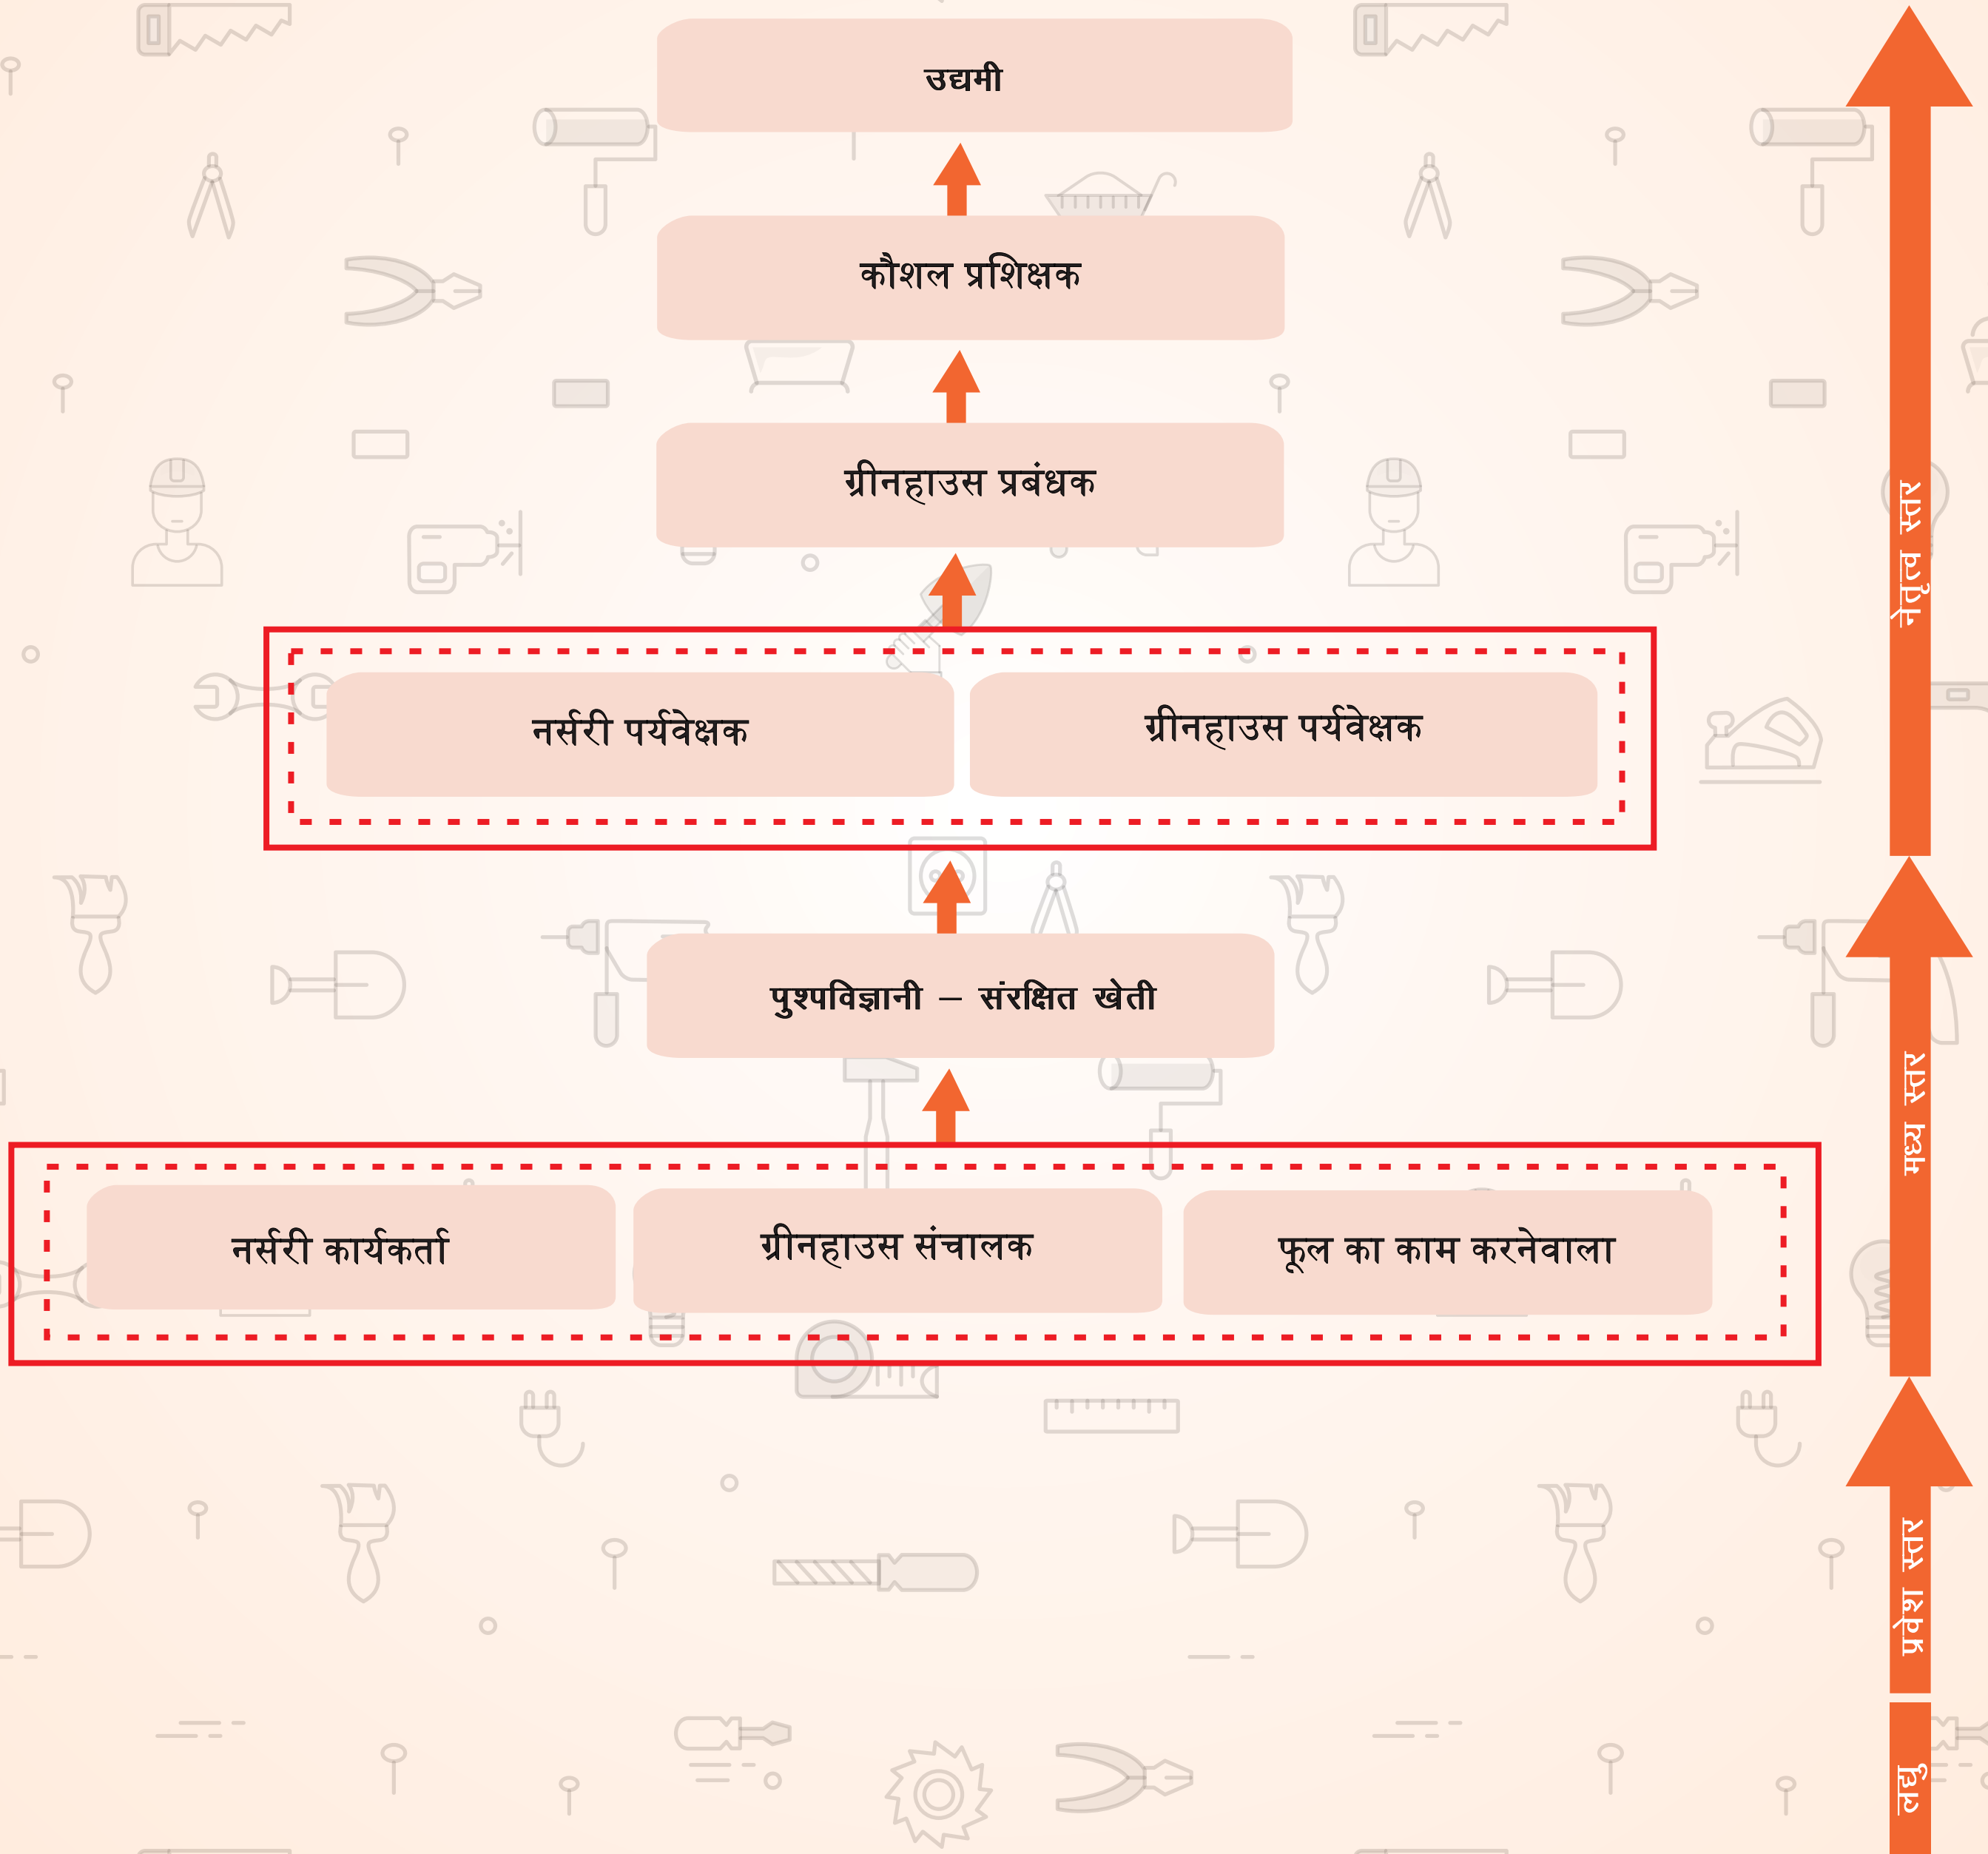 उद्यमी
कौशल प्रशिक्षक
ग्रीनहाउस प्रबंधक
नर्सरी पर्यवेक्षक
ग्रीनहाउस पर्यवेक्षक
पुश्पविज्ञानी – संरक्षित खेती
नर्सरी कार्यकर्ता
ग्रीनहाउस संचालक
फूल का काम करनेवाला
नेतृत्व स्तर
मध्य स्तर
प्रवेश स्तर
लघु